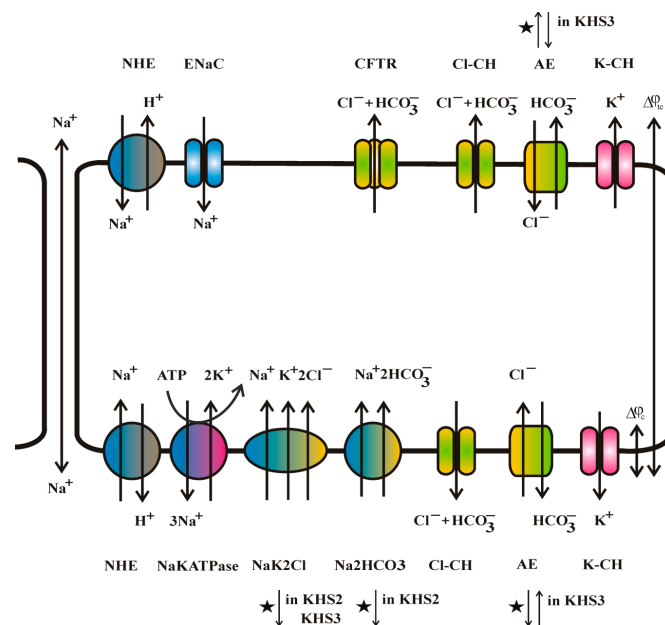 ★ in KHS3
NHE ENaC CFTR Cl-CH AE K-CH
H⁺ Cl⁻+HCO₃⁻ Cl⁻+HCO₃⁻ HCO₃⁻ K⁺ Δφtc
Na⁺
Na⁺ Na⁺ Cl⁻
Na⁺ ATP 2K⁺ Na⁺ K⁺2Cl⁻ Na⁺2HCO₃⁻ Cl⁻
Δφc
Na⁺
H⁺ 3Na⁺ Cl⁻+HCO₃⁻ HCO₃⁻ K⁺
NHE NaKATPase NaK2Cl Na2HCO3 Cl-CH AE K-CH
★ in KHS2 ★ in KHS2 ★ in KHS3
KHS3